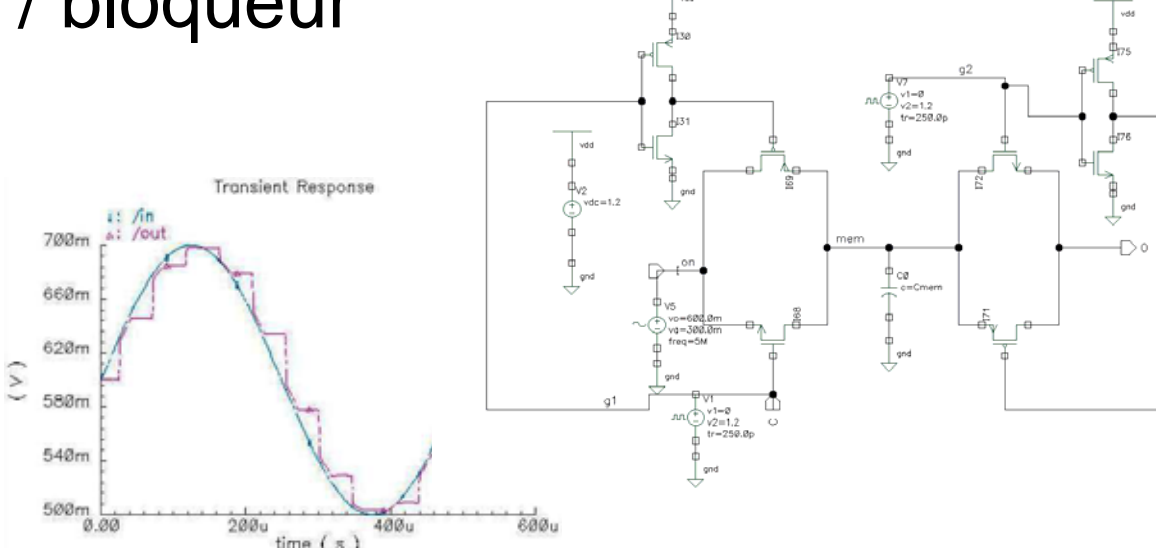 / bloqueur
I30
I31
vdd
V2
vdc=1.2
gnd
gnd
I69
g2
V7
v1=0
v2=1.2
tr=250.0p
gnd
I72
vdd
I75
I76
gnd
Transient Response
: /in
: /out
700m
660m
620m
580m
540m
500m
(V)
0.00
200u
400u
600u
time (s)
on
V5
vo=600.0m
va=300.0m
freq=5M
gnd
I68
mem
C0
c=Cmem
gnd
I71
O
g1
V1
v1=0
v2=1.2
tr=250.0p
gnd
C